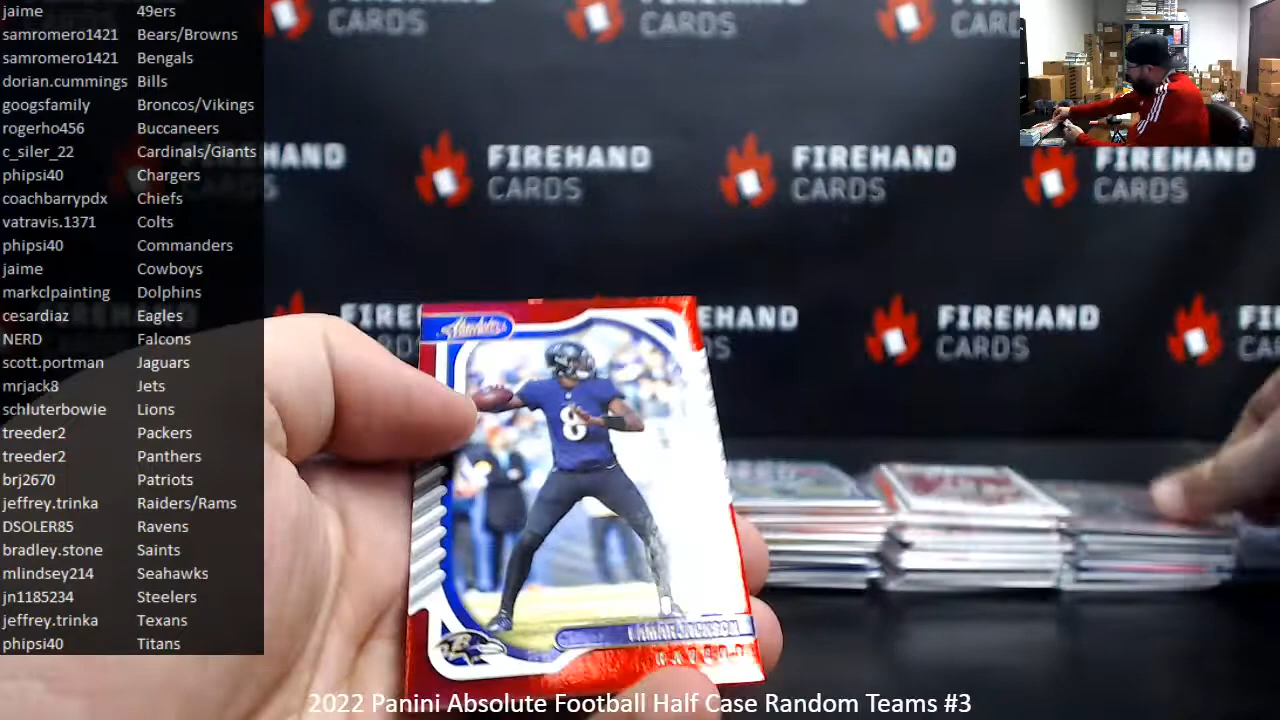 jaime 49ers
samromero1421 Bears/Browns
samromero1421 Bengals
dorian.cummings Bills
googsfamily Broncos/Vikings
rogerho456 Buccaneers
c_siler_22 Cardinals/Giants
phipsi40 Chargers
coachbarrypdx Chiefs
vatravis.1371 Colts
phipsi40 Commanders
jaime Cowboys
markclpainting Dolphins
cesardiaz Eagles
NERD Falcons
scott.portman Jaguars
mrjack8 Jets
schluterbowie Lions
treeder2 Packers
treeder2 Panthers
brj2670 Patriots
jeffrey.trinka Raiders/Rams
DSOLER85 Ravens
bradley.stone Saints
mlindsey214 Seahawks
jn1185234 Steelers
jeffrey.trinka Texans
phipsi40 Titans
CARDS
CARDS
FIREHAND
CARDS
FIREHAND
CARDS
FIREHAND
CARDS
FIREHAND
CARDS
Absolute
8
LAMAR JACKSON
RAVENS
2022 Panini Absolute Football Half Case Random Teams #3